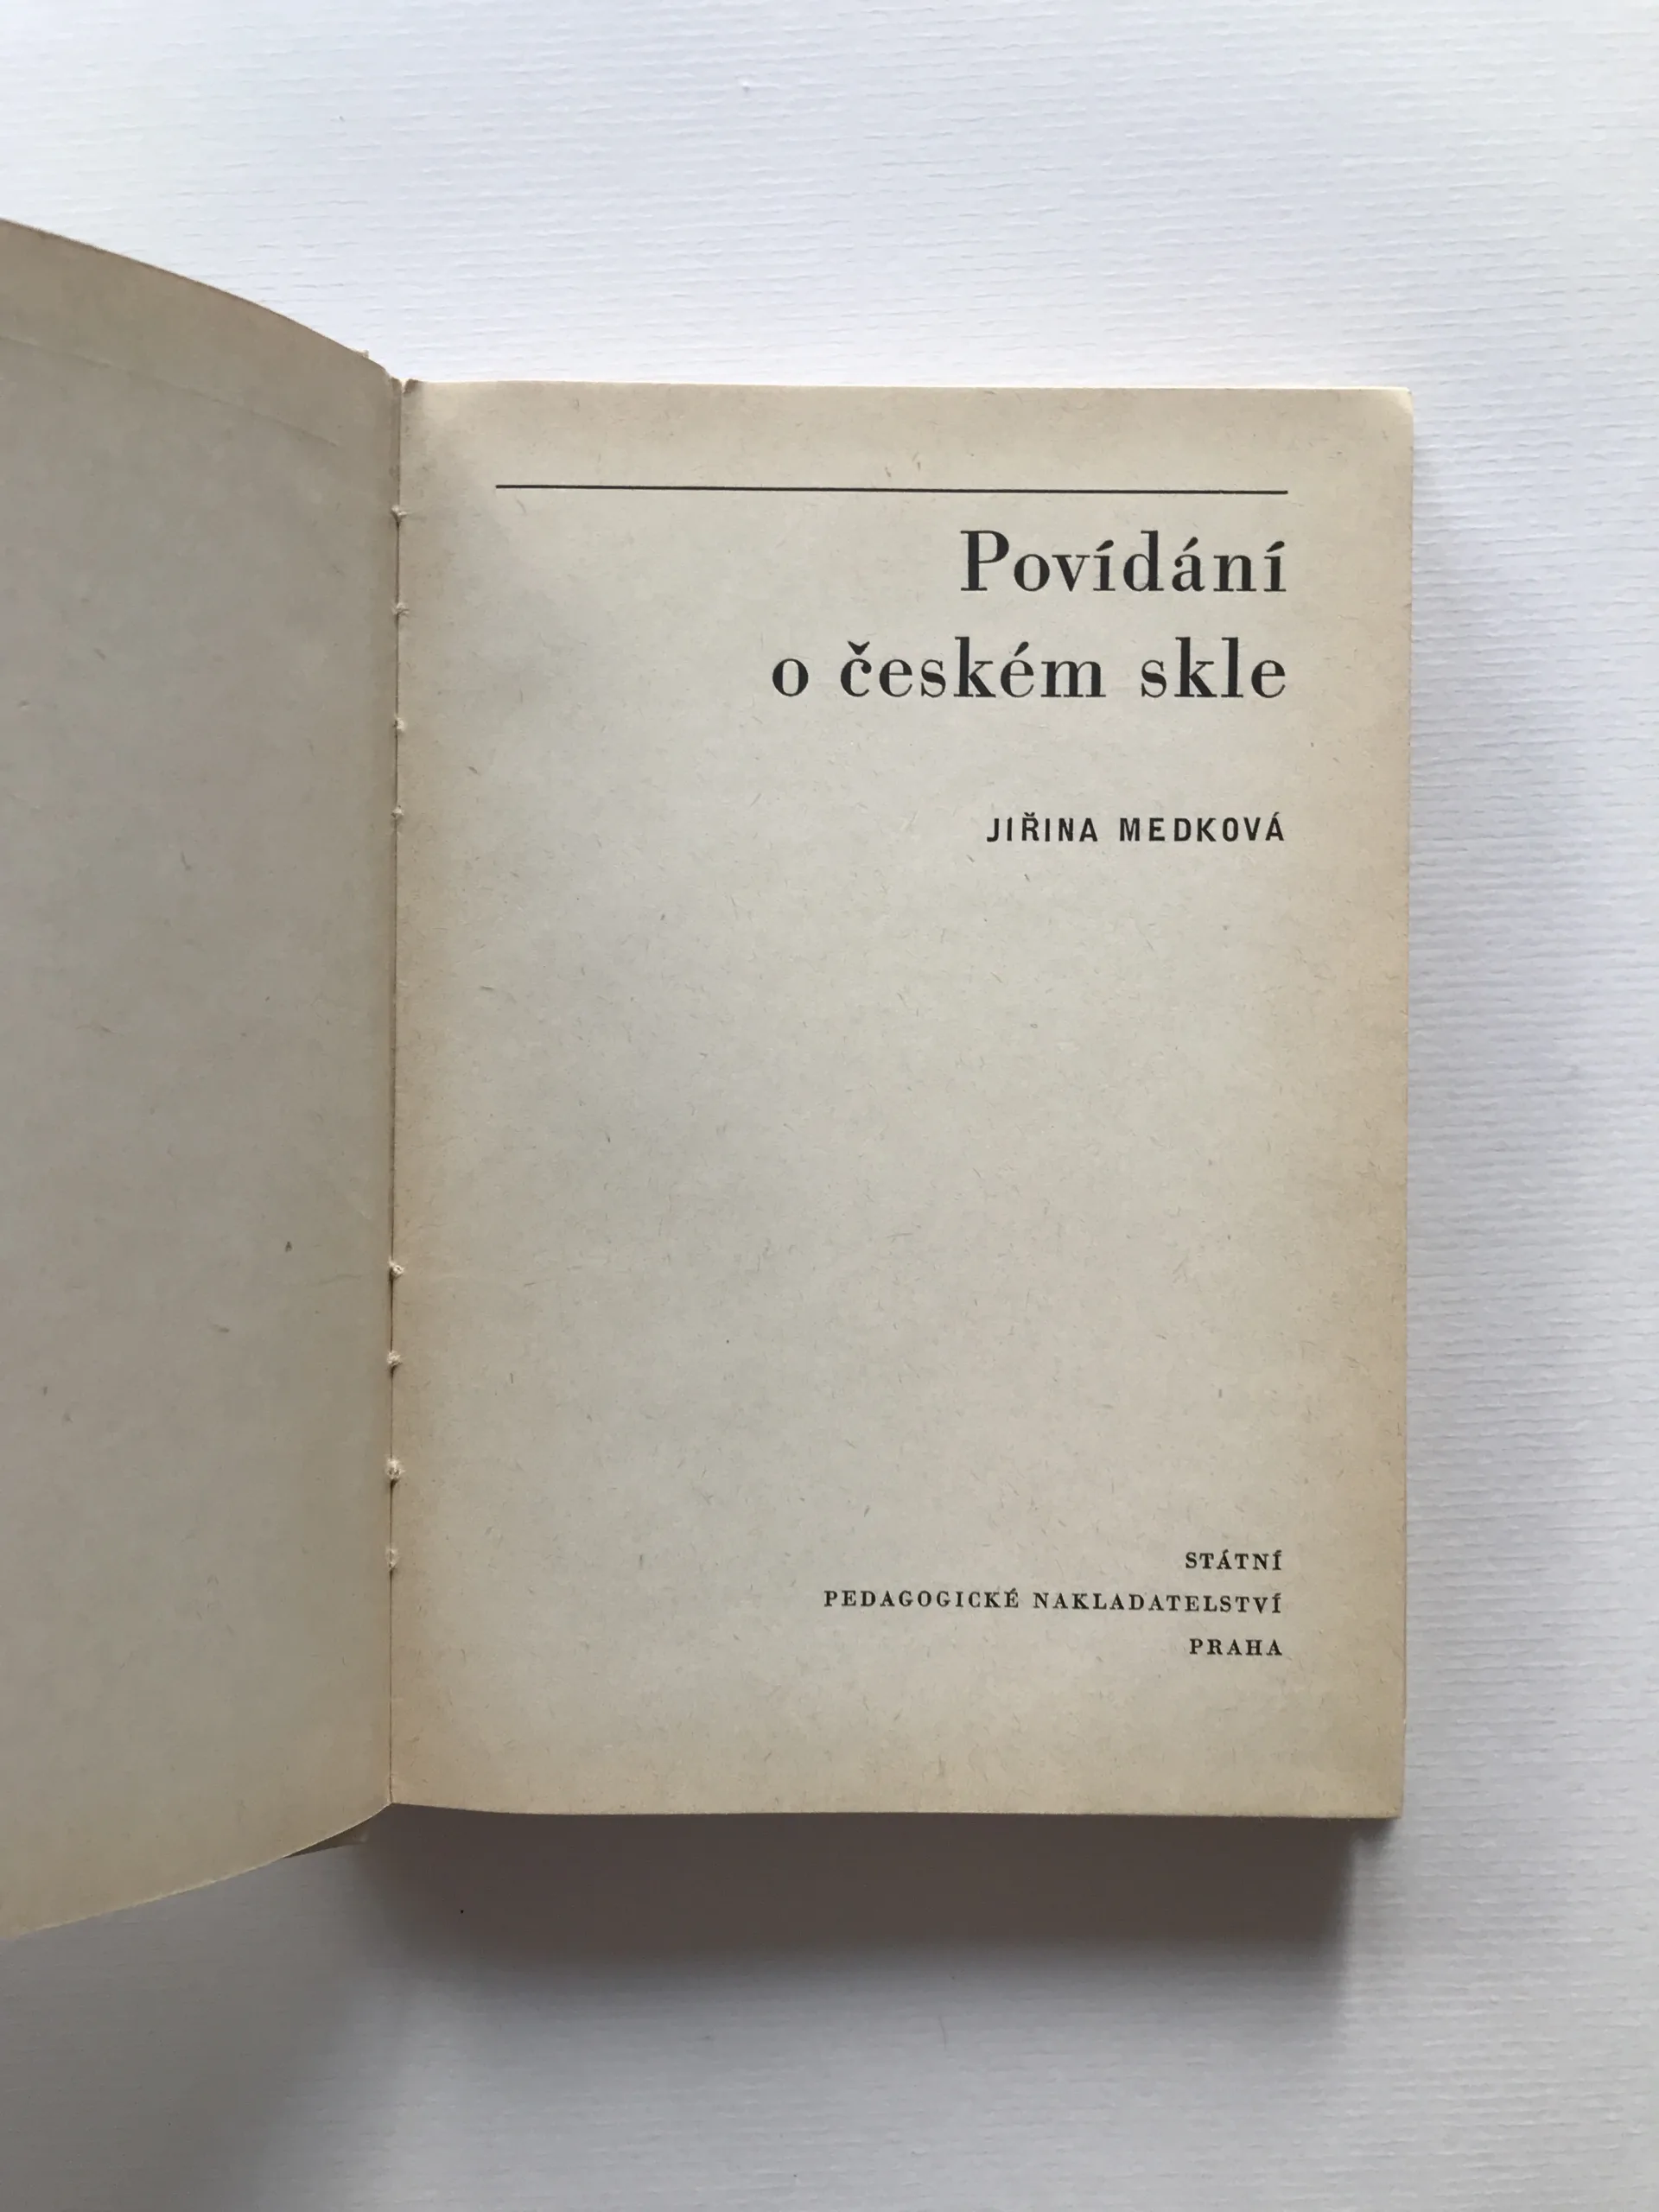 Povídání
o českém skle
JIŘINA MEDKOVÁ
STÁTNÍ
PEDAGOGICKÉ NAKLADATELSTVÍ
PRAHA